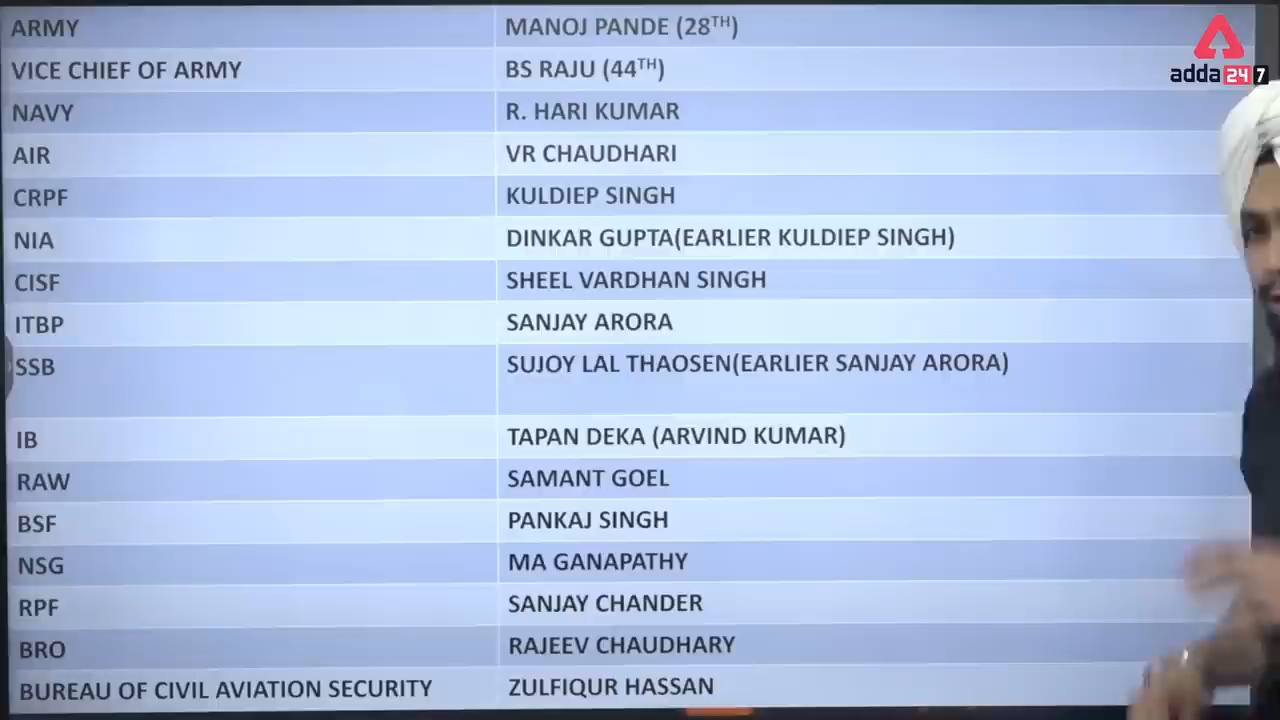 ARMY MANOJ PANDE (28TH)
VICE CHIEF OF ARMY BS RAJU (44TH)
NAVY R. HARI KUMAR
AIR VR CHAUDHARI
CRPF KULDIEP SINGH
NIA DINKAR GUPTA(EARLIER KULDIEP SINGH)
CISF SHEEL VARDHAN SINGH
ITBP SANJAY ARORA
SSB SUJOY LAL THAOSEN(EARLIER SANJAY ARORA)
IB TAPAN DEKA (ARVIND KUMAR)
RAW SAMANT GOEL
BSF PANKAJ SINGH
NSG MA GANAPATHY
RPF SANJAY CHANDER
BRO RAJEEV CHAUDHARY
BUREAU OF CIVIL AVIATION SECURITY ZULFIQUR HASSAN
adda 24 7